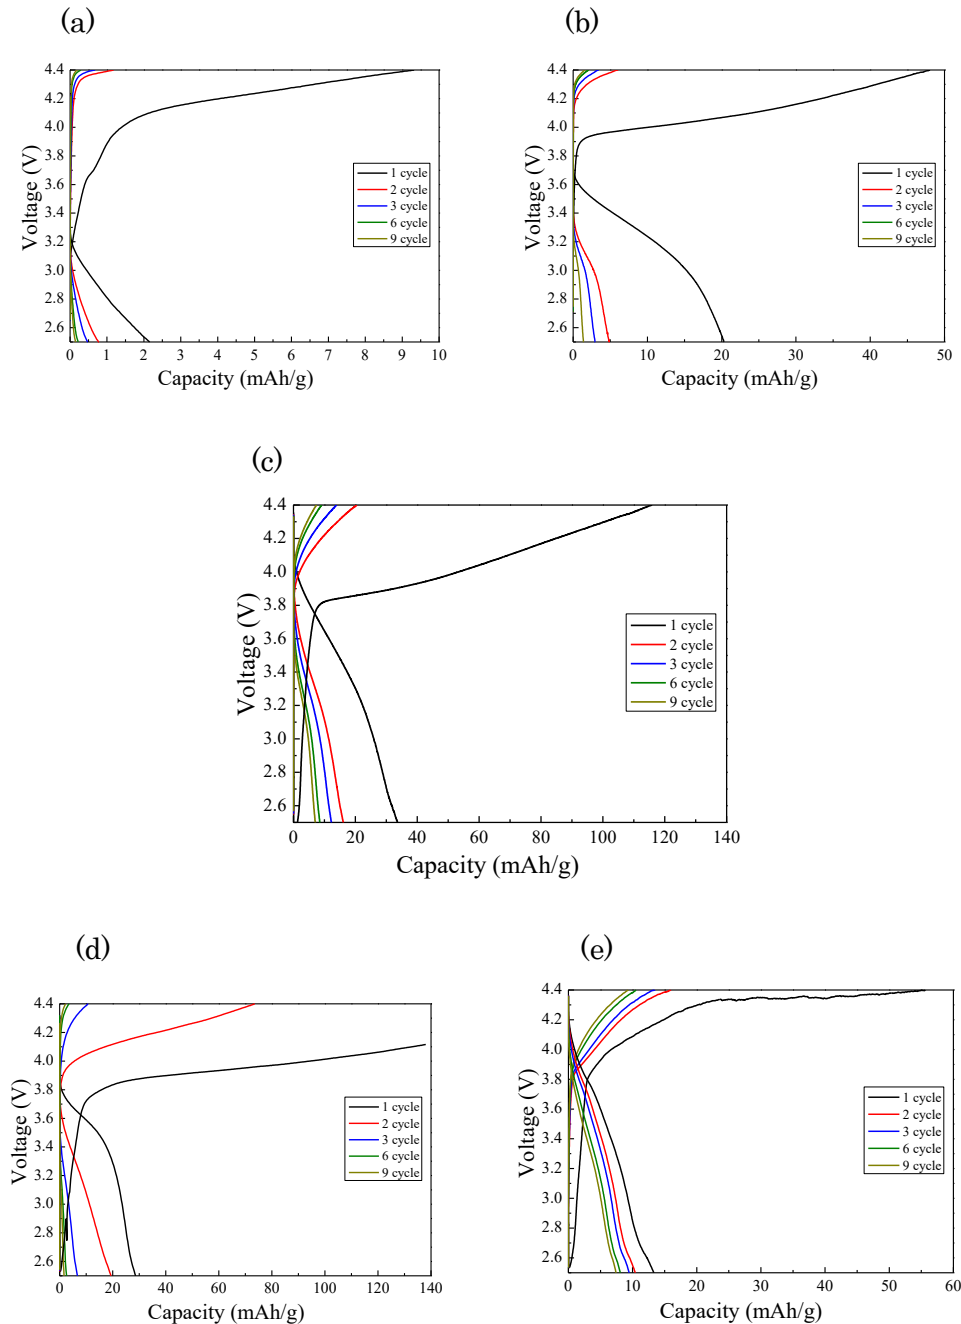 (a)
4.4
4.2
4.0
3.8
3.6
3.4
3.2
3.0
2.8
2.6
Voltage (V)
0 1 2 3 4 5 6 7 8 9 10
Capacity (mAh/g)
1 cycle
2 cycle
3 cycle
6 cycle
9 cycle
(b)
4.4
4.2
4.0
3.8
3.6
3.4
3.2
3.0
2.8
2.6
Voltage (V)
0 10 20 30 40 50
Capacity (mAh/g)
1 cycle
2 cycle
3 cycle
6 cycle
9 cycle
(c)
4.4
4.2
4.0
3.8
3.6
3.4
3.2
3.0
2.8
2.6
Voltage (V)
0 20 40 60 80 100 120 140
Capacity (mAh/g)
1 cycle
2 cycle
3 cycle
6 cycle
9 cycle
(d)
4.4
4.2
4.0
3.8
3.6
3.4
3.2
3.0
2.8
2.6
Voltage (V)
0 20 40 60 80 100 120 140
Capacity (mAh/g)
1 cycle
2 cycle
3 cycle
6 cycle
9 cycle
(e)
4.4
4.2
4.0
3.8
3.6
3.4
3.2
3.0
2.8
2.6
Voltage (V)
0 10 20 30 40 50 60
Capacity (mAh/g)
1 cycle
2 cycle
3 cycle
6 cycle
9 cycle